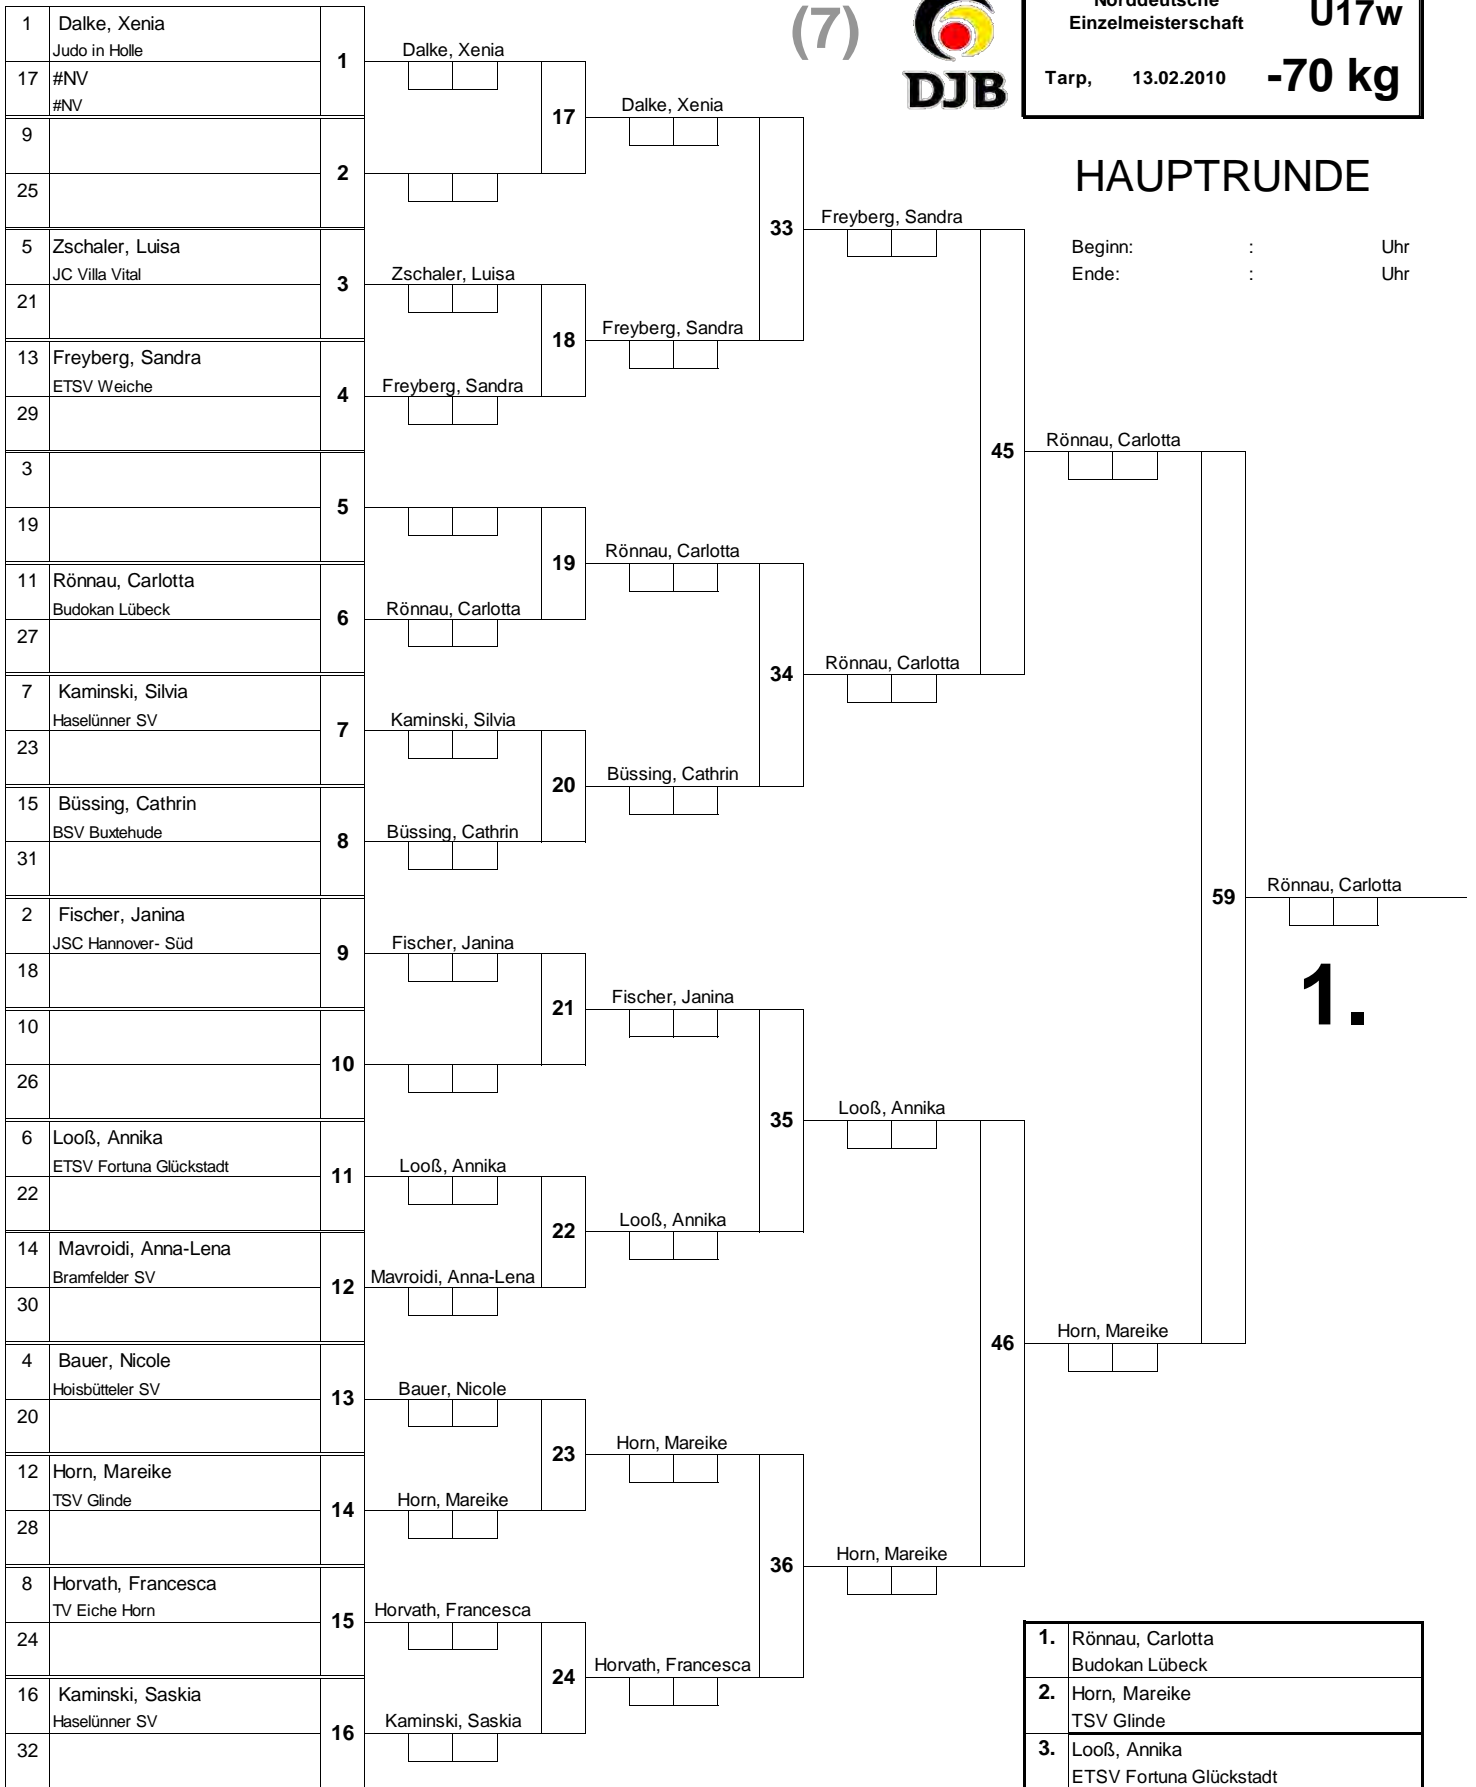 (7)
DJB
Norddeutsche
Einzelmeisterschaft
U17w
Tarp, 13.02.2010 -70 kg
HAUPTRUNDE
Beginn: : Uhr
Ende: : Uhr
1 Dalke, Xenia
Judo in Holle
17 #NV
#NV
1
9
25
2
5 Zschaler, Luisa
JC Villa Vital
21
3
13 Freyberg, Sandra
ETSV Weiche
29
4
3
19
5
11 Rönnau, Carlotta
Budokan Lübeck
27
6
7 Kaminski, Silvia
Haselünner SV
23
7
15 Büssing, Cathrin
BSV Buxtehude
31
8
2 Fischer, Janina
JSC Hannover- Süd
18
9
10
26
10
6 Looß, Annika
ETSV Fortuna Glückstadt
22
11
14 Mavroidi, Anna-Lena
Bramfelder SV
30
12
4 Bauer, Nicole
Hoisbütteler SV
20
13
12 Horn, Mareike
TSV Glinde
28
14
8 Horvath, Francesca
TV Eiche Horn
24
15
16 Kaminski, Saskia
Haselünner SV
32
16
Dalke, Xenia
17
Zschaler, Luisa
18
Freyberg, Sandra
19
Rönnau, Carlotta
Kaminski, Silvia
20
Büssing, Cathrin
Fischer, Janina
21
Looß, Annika
22
Mavroidi, Anna-Lena
Bauer, Nicole
23
Horn, Mareike
Horvath, Francesca
24
Kaminski, Saskia
Dalke, Xenia
33
Freyberg, Sandra
Rönnau, Carlotta
34
Büssing, Cathrin
Fischer, Janina
35
Looß, Annika
Horn, Mareike
36
Horvath, Francesca
Freyberg, Sandra
45
Rönnau, Carlotta
Looß, Annika
46
Horn, Mareike
Rönnau, Carlotta
59
Horn, Mareike
Rönnau, Carlotta
1.
1. Rönnau, Carlotta
Budokan Lübeck
2. Horn, Mareike
TSV Glinde
3. Looß, Annika
ETSV Fortuna Glückstadt